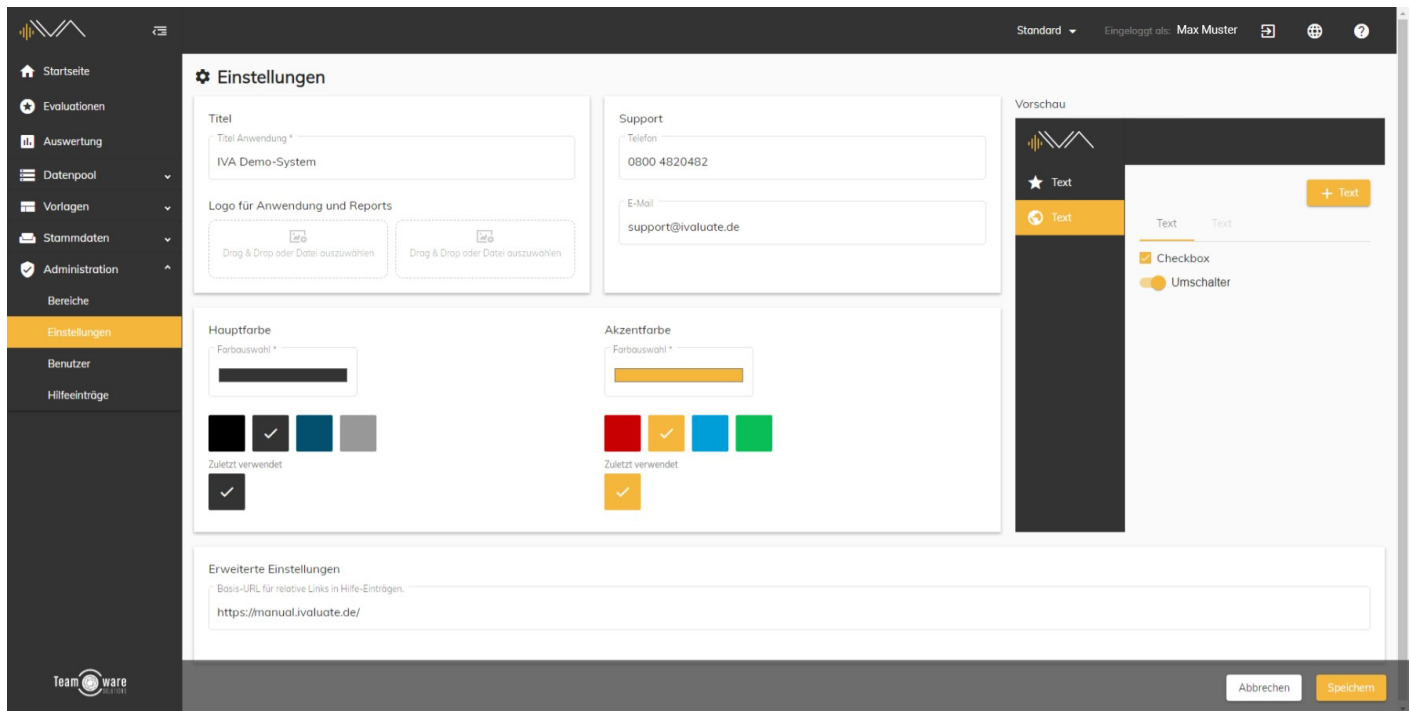 IVA
Standard
Eingeloggt als: Max Muster
Startseite
Evaluationen
Auswertung
Datenpool
Vorlagen
Stammdaten
Administration
Bereiche
Einstellungen
Benutzer
Hilfeeinträge
Team ware
SOLUTIONS
Einstellungen
Titel
Titel Anwendung *
IVA Demo-System
Logo für Anwendung und Reports
Drag & Drop oder Datei auszuwählen
Drag & Drop oder Datei auszuwählen
Support
Telefon
0800 4820482
E-Mail
support@ivaluate.de
Hauptfarbe
Farbauswahl *
Zuletzt verwendet
Akzentfarbe
Farbauswahl *
Zuletzt verwendet
Vorschau
IVA
Text
Text
+ Text
Text Text
Checkbox
Umschalter
Erweiterte Einstellungen
Basis-URL für relative Links in Hilfe-Einträgen.
https://manual.ivaluate.de/
Abbrechen
Speichern